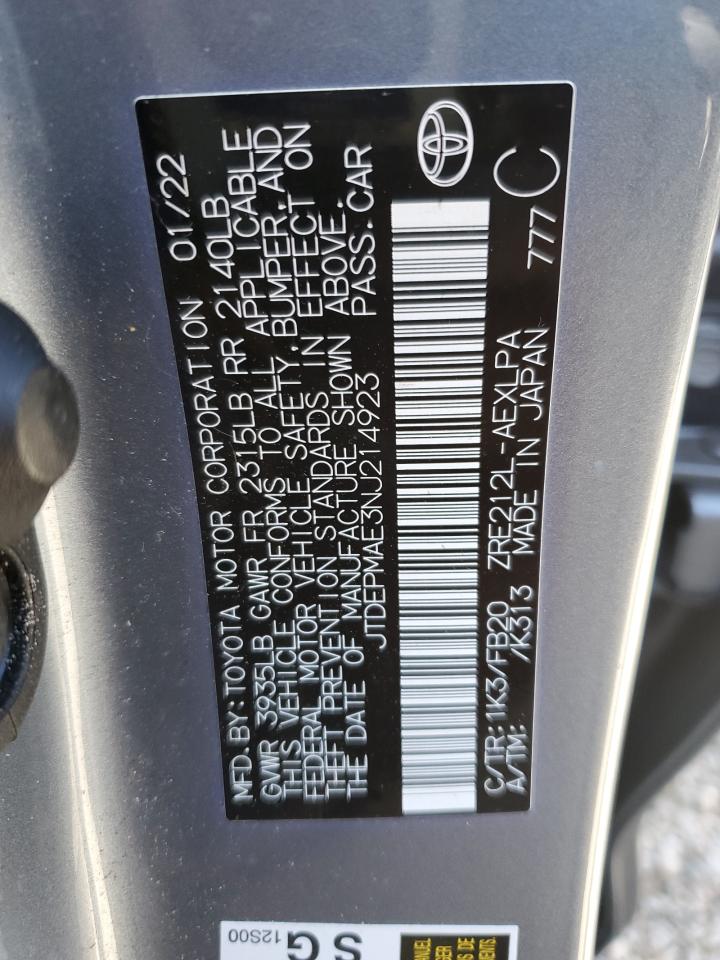 MFD. BY: TOYOTA MOTOR CORPORATION 01/22
GVWR 3935LB GAWR FR 2315LB RR 2140LB
THIS VEHICLE CONFORMS TO ALL APPLICABLE
FEDERAL MOTOR VEHICLE SAFETY, BUMPER, AND
THEFT PREVENTION STANDARDS IN EFFECT ON
THE DATE OF MANUFACTURE SHOWN ABOVE.
JTDEPMAE3NJ214923 PASS. CAR
C/TR: 1K3/FB20 ZRE212L-AEXLPA 777
A/TM: /K313 MADE IN JAPAN C
SG
12S00